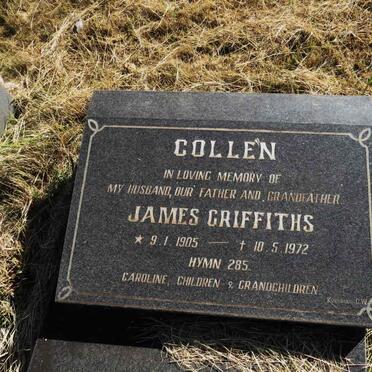 COLLEN
IN LOVING MEMORY OF
MY HUSBAND, OUR FATHER AND GRANDFATHER
JAMES GRIFFITHS
★ 9.1.1905 — † 10.5.1972
HYMN 285
CAROLINE, CHILDREN & GRANDCHILDREN